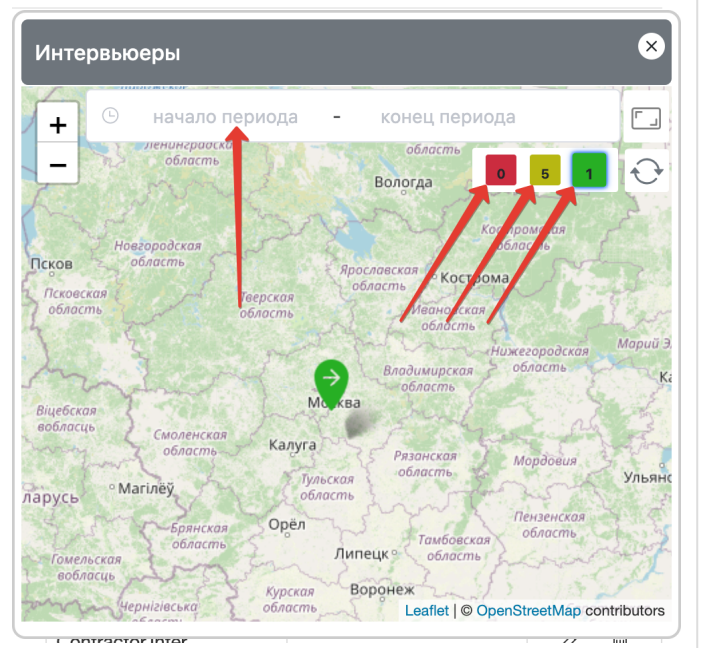 Интервьюеры
+
−
начало периода - конец периода
Ленинградская
область
область
0 5 1
Вологда
Костромская
область
Новгородская
область
Псков
Псковская
область
Ярославская
область
Кострома
Тверская
область
Ивановская
область
Нижегородская
область
Марий
Владимирская
область
Москва
Віцебская
вобласць
Смоленская
область
Калуга
Рязанская
область
Мордовия
Тульская
область
Магілёў
Орёл
Брянская
область
Пензенская
область
Тамбовская
область
Липецк
Гомельская
вобласць
Курская
область
Воронеж
Чернігівська
Leaflet | © OpenStreetMap contributors
Contractor Inter